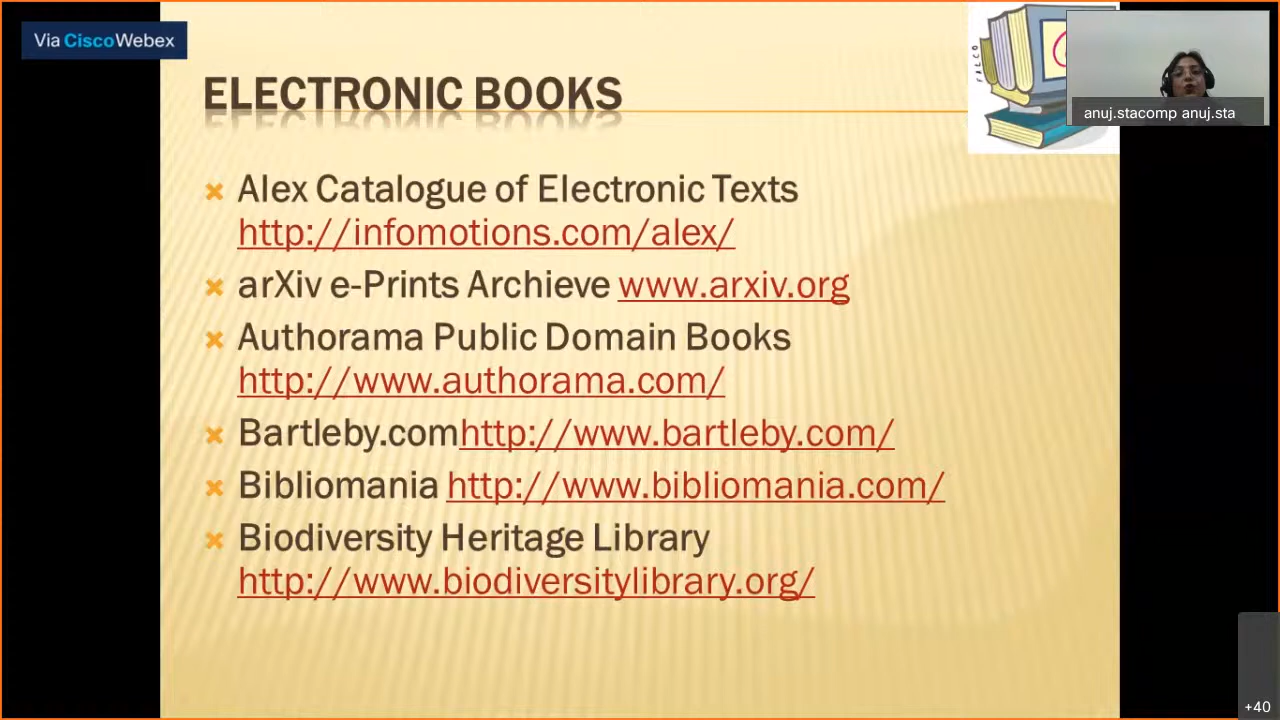 Via CiscoWebex
ELECTRONIC BOOKS
FALCO
anuj.stacomp anuj.sta
Alex Catalogue of Electronic Texts
http://infomotions.com/alex/
arXiv e-Prints Archieve www.arxiv.org
Authorama Public Domain Books
http://www.authorama.com/
Bartleby.comhttp://www.bartleby.com/
Bibliomania http://www.bibliomania.com/
Biodiversity Heritage Library
http://www.biodiversitylibrary.org/
+40